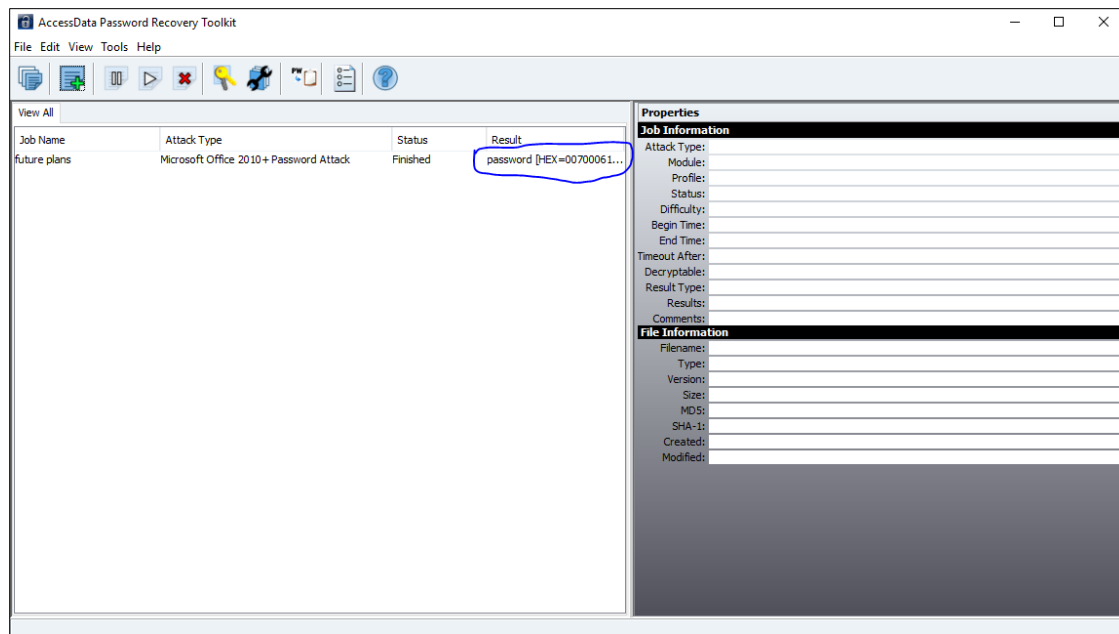 AccessData Password Recovery Toolkit
File Edit View Tools Help
View All
Job Name Attack Type Status Result
future plans Microsoft Office 2010+ Password Attack Finished password [HEX=00700061...
Properties
Job Information
Attack Type:
Module:
Profile:
Status:
Difficulty:
Begin Time:
End Time:
Timeout After:
Decryptable:
Result Type:
Results:
Comments:
File Information
Filename:
Type:
Version:
Size:
MD5:
SHA-1:
Created:
Modified: